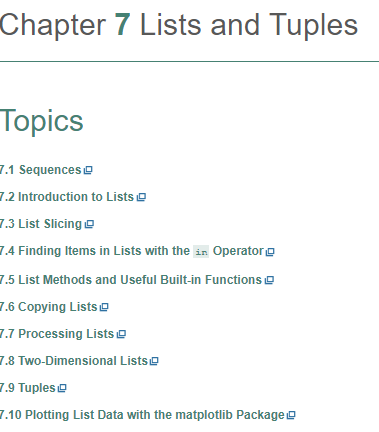 Chapter 7 Lists and Tuples
Topics
7.1 Sequences
7.2 Introduction to Lists
7.3 List Slicing
7.4 Finding Items in Lists with the in Operator
7.5 List Methods and Useful Built-in Functions
7.6 Copying Lists
7.7 Processing Lists
7.8 Two-Dimensional Lists
7.9 Tuples
7.10 Plotting List Data with the matplotlib Package